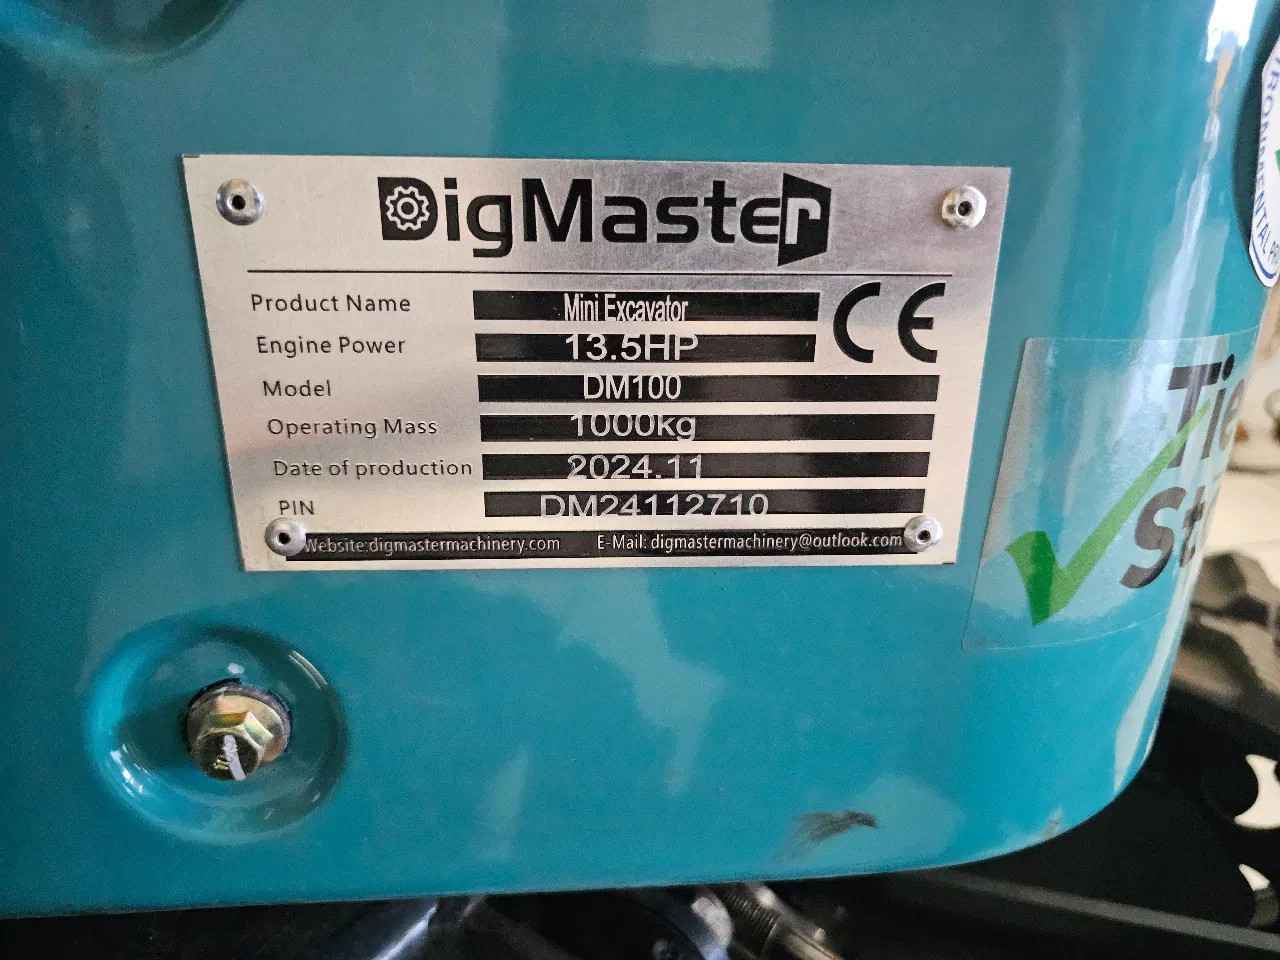 DigMaster
Product Name Mini Excavator
CE
Engine Power 13.5HP
Model DM100
Operating Mass 1000kg
Date of production 2024.11
PIN DM24112710
Website:digmastermachinery.com E-Mail: digmastermachinery@outlook.com